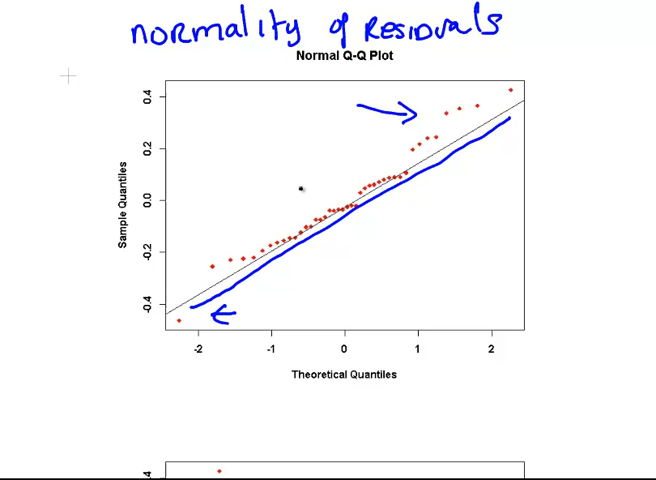 normality of Residuals
Normal Q-Q Plot
0.4
0.2
0.0
-0.2
-0.4
Sample Quantiles
-2 -1 0 1 2
Theoretical Quantiles
.4